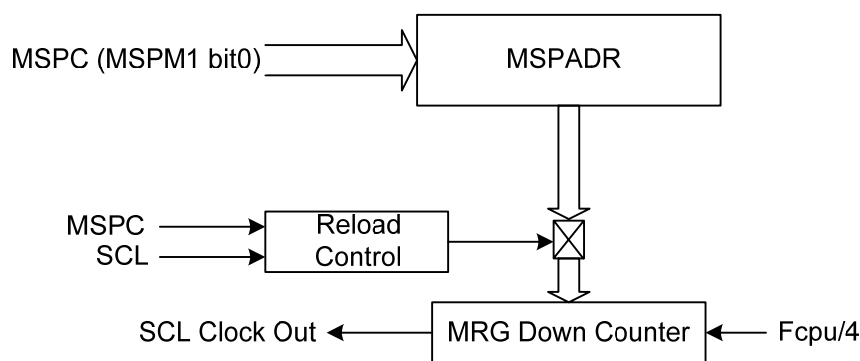 MSPC (MSPM1 bit0)
MSPADR
MSPC
SCL
Reload
Control
SCL Clock Out
MRG Down Counter
Fcpu/4